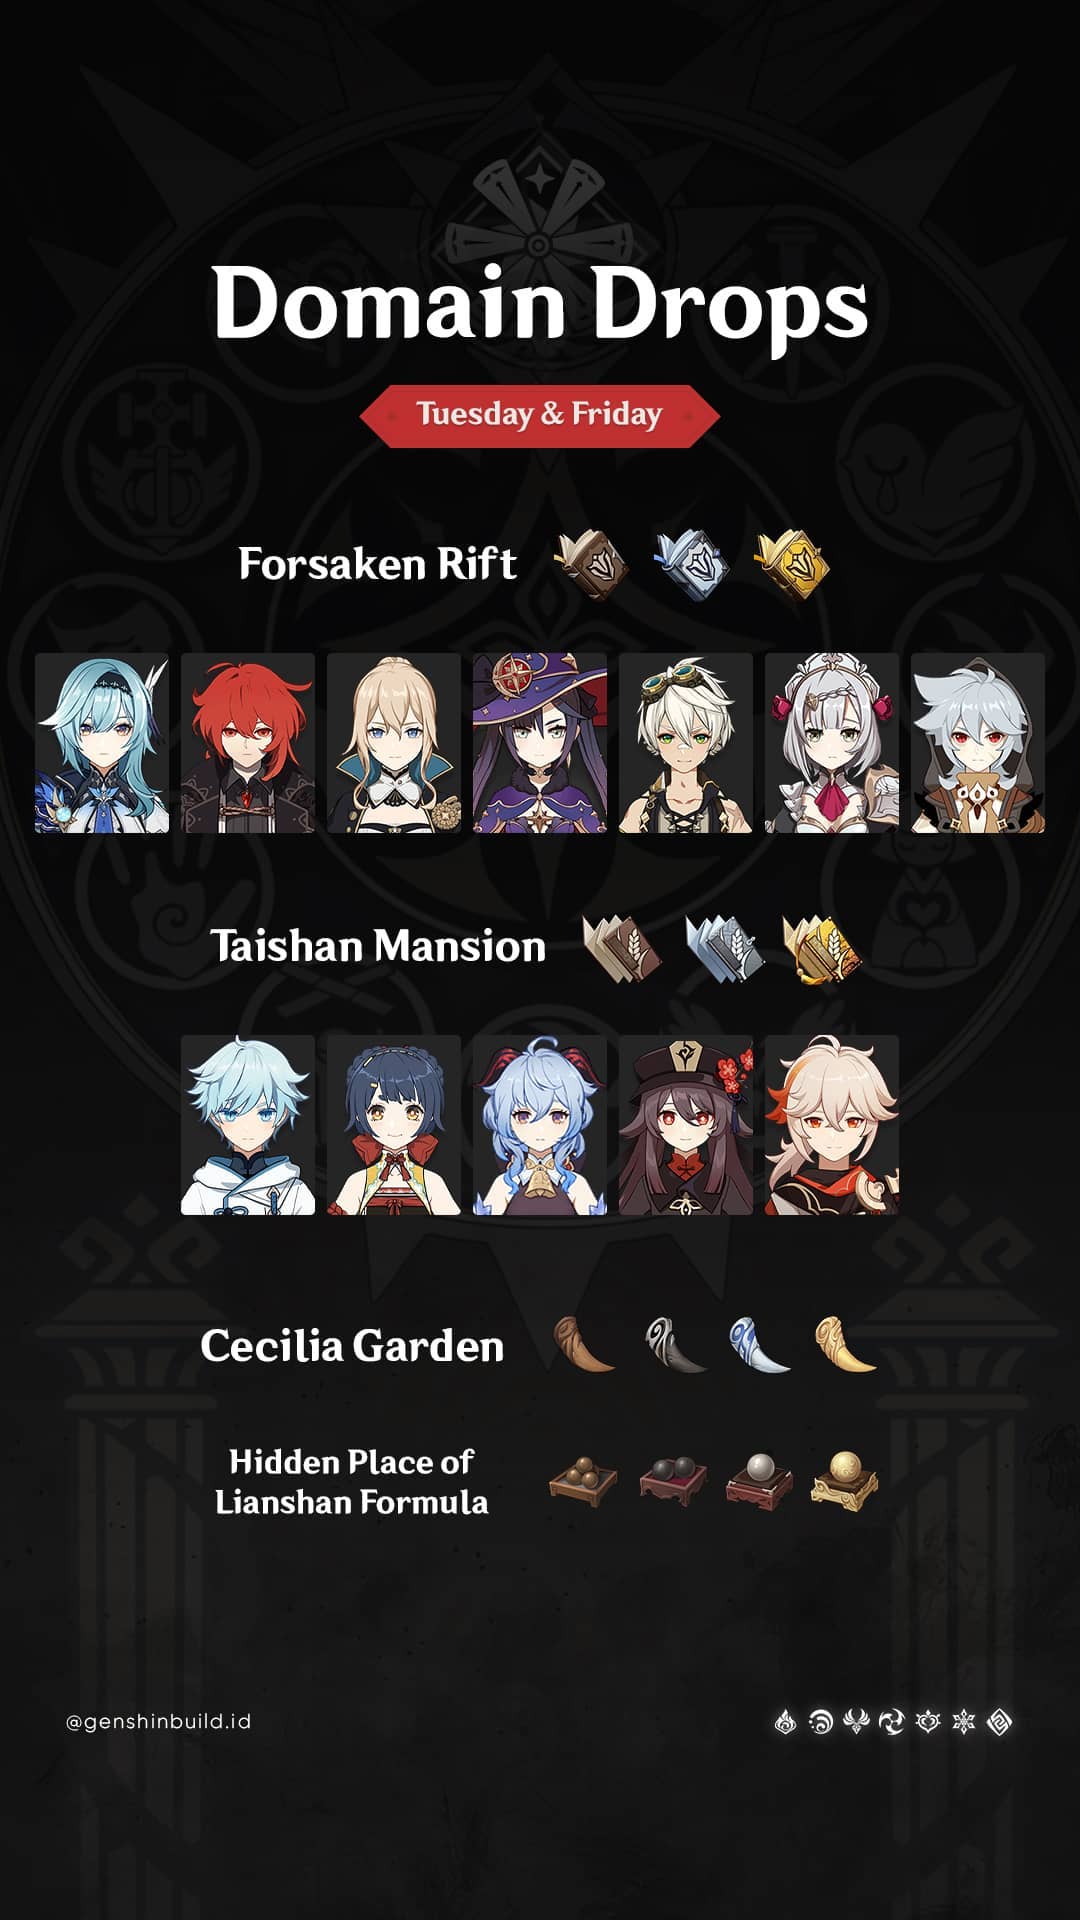 Domain Drops
Tuesday & Friday
Forsaken Rift
Taishan Mansion
Cecilia Garden
Hidden Place of
Lianshan Formula
@genshinbuild.id